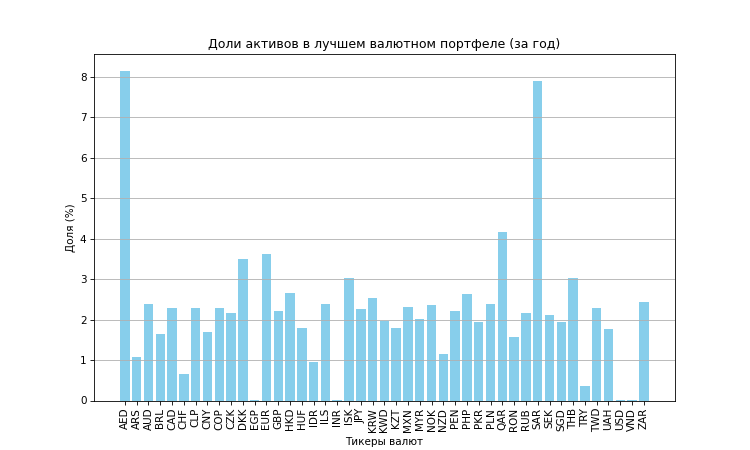 Доли активов в лучшем валютном портфеле (за год)
Доля (%)
8
7
6
5
4
3
2
1
0
AED
ARS
AUD
BRL
CAD
CHF
CLP
CNY
COP
CZK
DKK
EGP
EUR
GBP
HKD
HUF
IDR
ILS
INR
ISK
JPY
KRW
KWD
KZT
MXN
MYR
NOK
NZD
PEN
PHP
PKR
PLN
QAR
RON
RUB
SAR
SEK
SGD
THB
TRY
TWD
UAH
USD
VND
ZAR
Тикеры валют